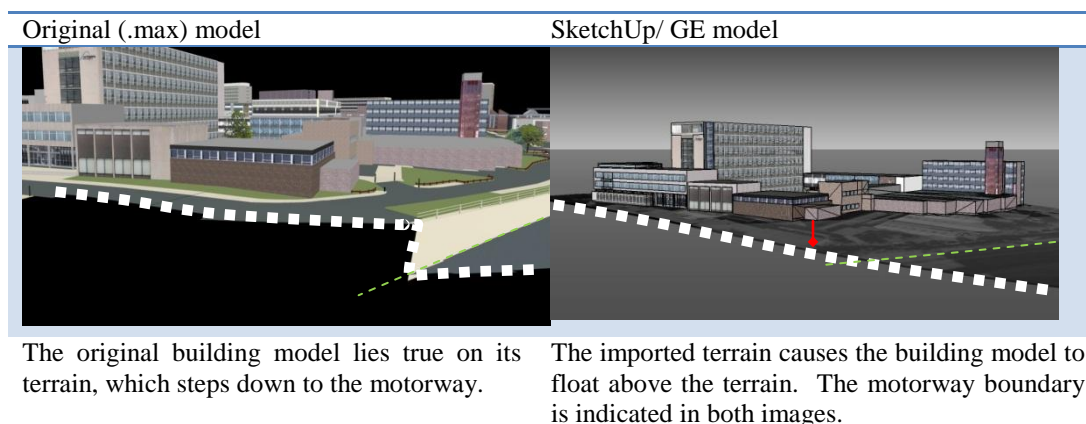 Original (.max) model
SketchUp/ GE model
The original building model lies true on its
terrain, which steps down to the motorway.
The imported terrain causes the building model to
float above the terrain. The motorway boundary
is indicated in both images.